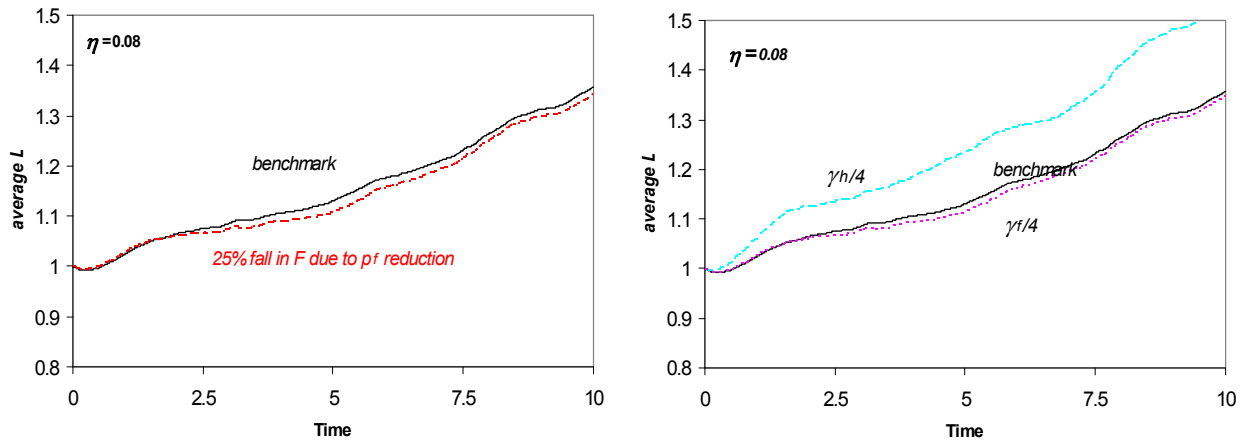 1.5
η = 0.08
1.4
1.3
1.2
1.1
1
0.9
0.8
average L
benchmark
25% fall in F due to pf reduction
0
2.5
5
7.5
10
Time
1.5
η = 0.08
1.4
1.3
1.2
1.1
1
0.9
0.8
average L
γh/4
benchmark
γf/4
0
2.5
5
7.5
10
Time